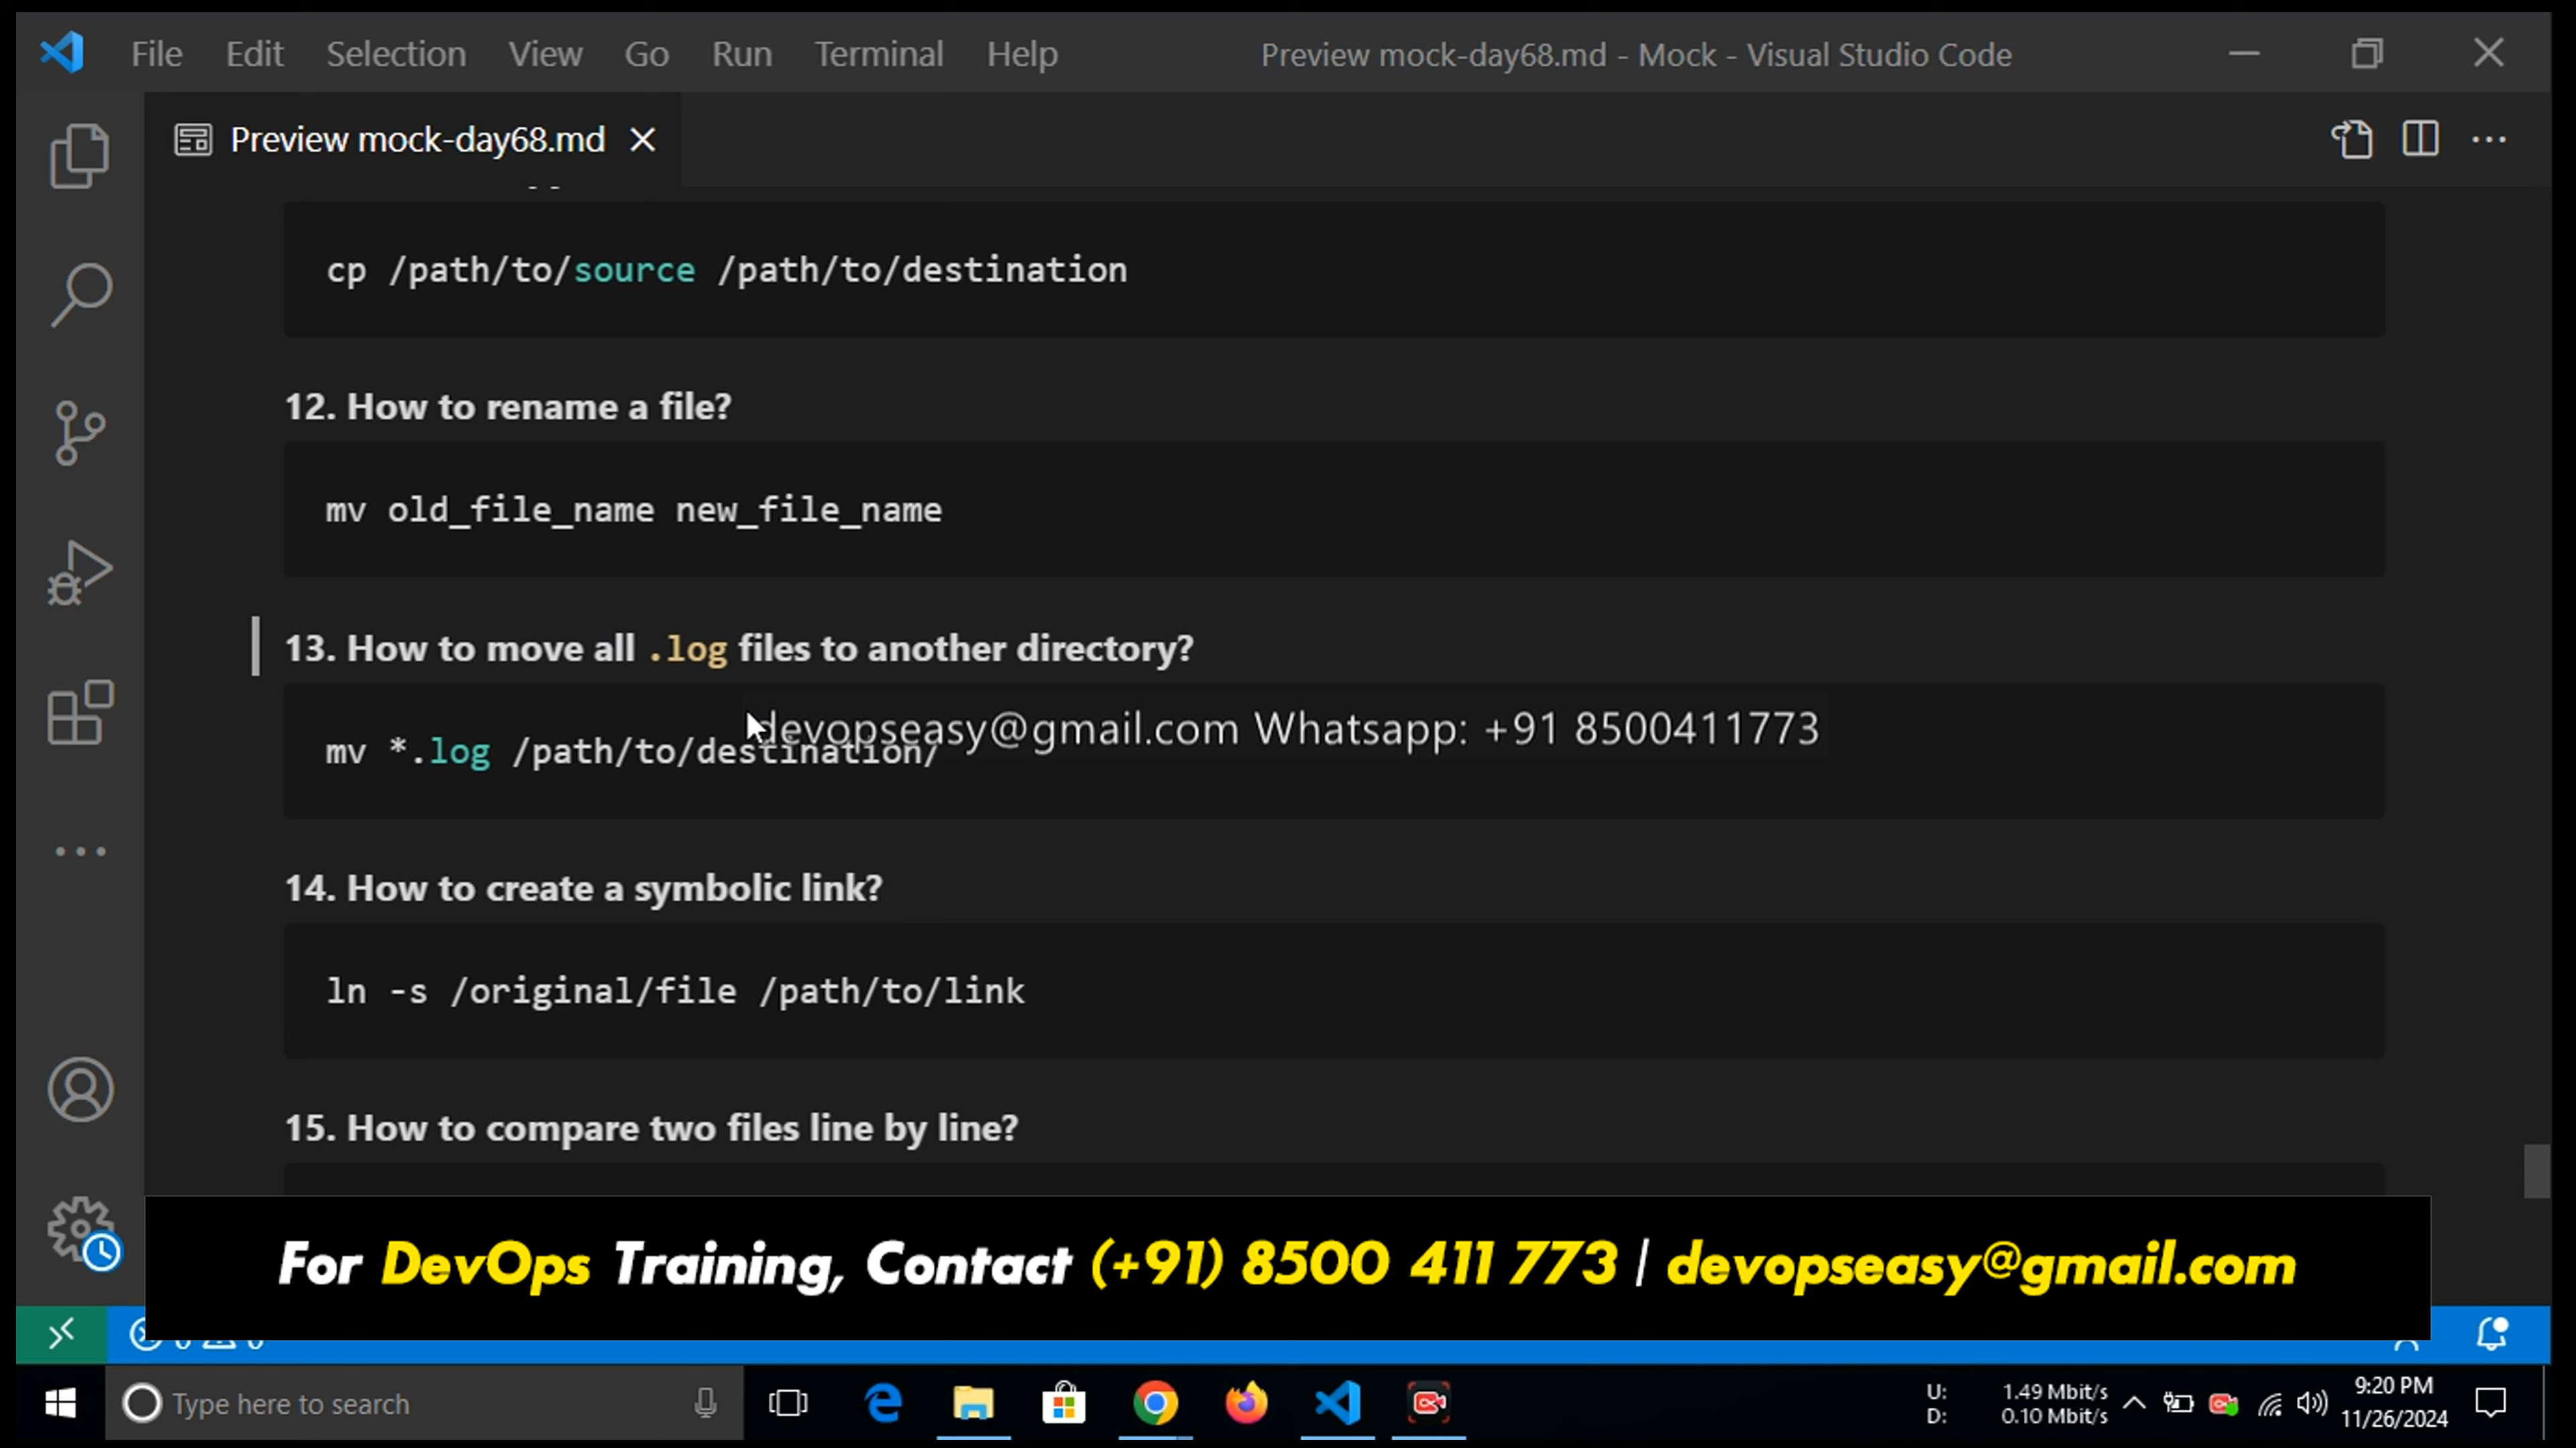 File Edit Selection View Go Run Terminal Help Preview mock-day68.md - Mock - Visual Studio Code
Preview mock-day68.md
cp /path/to/source /path/to/destination
12. How to rename a file?
mv old_file_name new_file_name
13. How to move all .log files to another directory?
devopseasy@gmail.com Whatsapp: +91 8500411773
mv *.log /path/to/destination/
14. How to create a symbolic link?
ln -s /original/file /path/to/link
15. How to compare two files line by line?
For DevOps Training, Contact (+91) 8500 411 773 | devopseasy@gmail.com
Type here to search
U: 1.49 Mbit/s
D: 0.10 Mbit/s
9:20 PM
11/26/2024